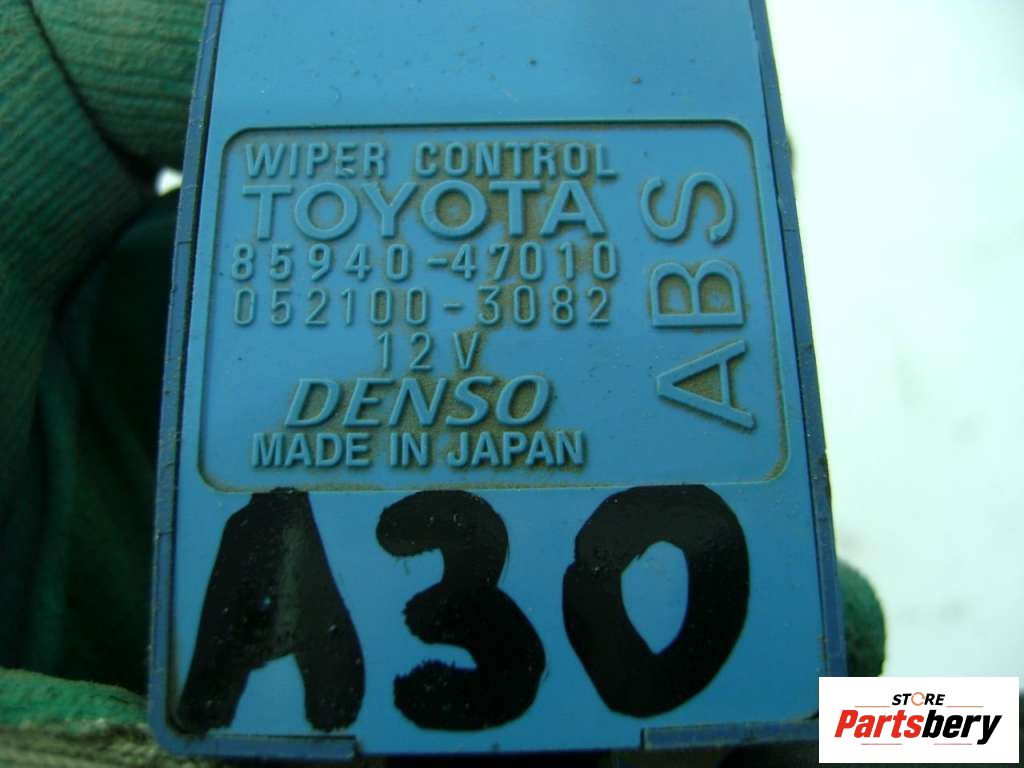 WIPER CONTROL
TOYOTA
85940-47010
052100-3082
12V
DENSO
MADE IN JAPAN
ABS
A30
STORE
Partsbery